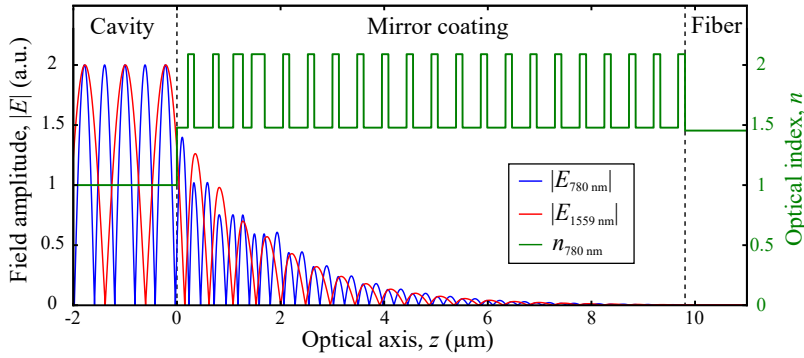 Cavity
Mirror coating
Fiber
Field amplitude, |E| (a.u.)
2
1.5
1
0.5
0
Optical index, n
2
1.5
1
0.5
0
|E780 nm|
|E1559 nm|
n780 nm
-2
0
2
4
6
8
10
Optical axis, z (µm)